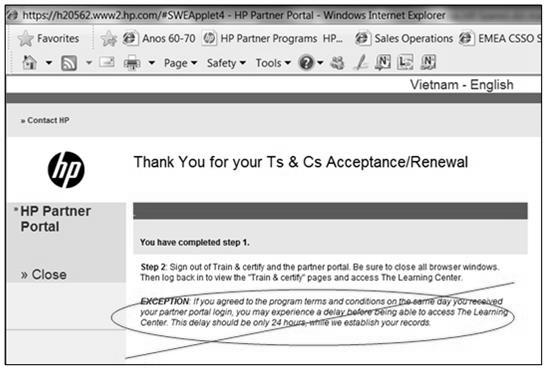 https://h20562.www2.hp.com/#SWEApplet4 - HP Partner Portal - Windows Internet Explorer
Favorites Anos 60-70 HP Partner Programs HP... Sales Operations EMEA CSSO S
Page Safety Tools
Vietnam - English
» Contact HP
hp
Thank You for your Ts & Cs Acceptance/Renewal
HP Partner
Portal
You have completed step 1.
» Close
Step 2: Sign out of Train & certify and the partner portal. Be sure to close all browser windows.
Then log back in to view the "Train & certify" pages and access The Learning Center.
EXCEPTION: If you agreed to the program terms and conditions on the same day you received
your partner portal login, you may experience a delay before being able to access The Learning
Center. This delay should be only 24 hours, while we establish your records.